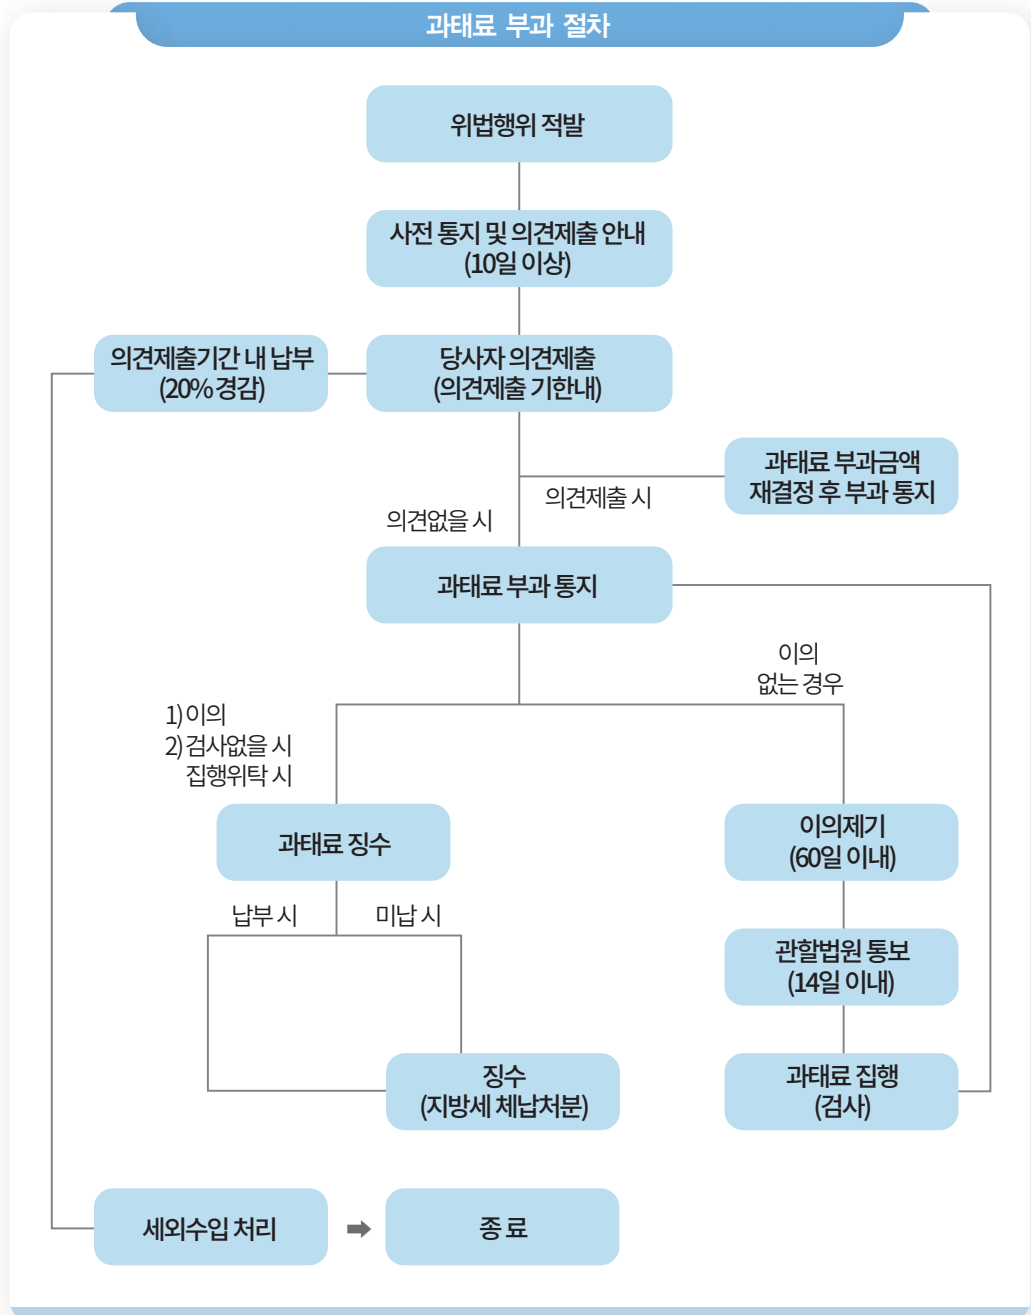 과태료 부과 절차
위법행위 적발
사전 통지 및 의견제출 안내
(10일 이상)
의견제출기간 내 납부
(20% 경감)
당사자 의견제출
(의견제출 기한내)
과태료 부과금액
재결정 후 부과 통지
의견제출 시
의견없을 시
과태료 부과 통지
이의
없는 경우
1) 이의
2) 검사없을 시
집행위탁 시
과태료 징수
이의제기
(60일 이내)
납부 시
미납 시
관할법원 통보
(14일 이내)
징수
(지방세 체납처분)
과태료 집행
(검사)
세외수입 처리
종료